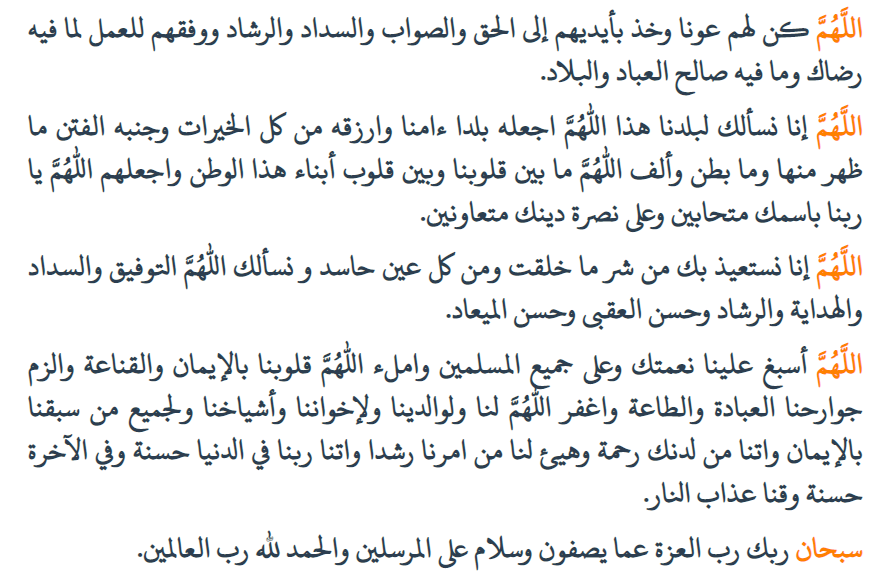 اللَّهُمَّ كن لهم عونا وخذ بأيديهم إلى الحق والصواب والسداد والرشاد ووفقهم للعمل لما فيه
رضاك وما فيه صالح العباد والبلاد.
اللَّهُمَّ إنا نسألك لبلدنا هذا اللَّهُمَّ اجعله بلدا ءامنا وارزقه من كل الخيرات وجنبه الفتن ما
ظهر منها وما بطن وألف اللَّهُمَّ ما بين قلوبنا وبين قلوب أبناء هذا الوطن واجعلهم اللَّهُمَّ يا
ربنا باسمك متحابين وعلى نصرة دينك متعاونين.
اللَّهُمَّ إنا نستعيذ بك من شر ما خلقت ومن كل عين حاسد و نسألك اللَّهُمَّ التوفيق والسداد
والهداية والرشاد وحسن العقبى وحسن الميعاد.
اللَّهُمَّ أسبغ علينا نعمتك وعلى جميع المسلمين واملء اللَّهُمَّ قلوبنا بالإيمان والقناعة والزم
جوارحنا العبادة والطاعة واغفر اللَّهُمَّ لنا ولوالدينا ولإخواننا وأشياخنا ولجميع من سبقنا
بالإيمان واتنا من لدنك رحمة وهيئ لنا من امرنا رشدا واتنا ربنا في الدنيا حسنة وفي الآخرة
حسنة وقنا عذاب النار.
سبحان ربك رب العزة عما يصفون وسلام على المرسلين والحمد لله رب العالمين.